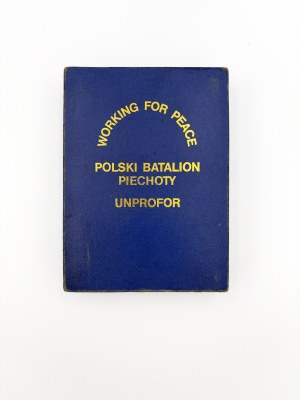 WORKING FOR PEACE
POLSKI BATALION
PIECHOTY
UNPROFOR